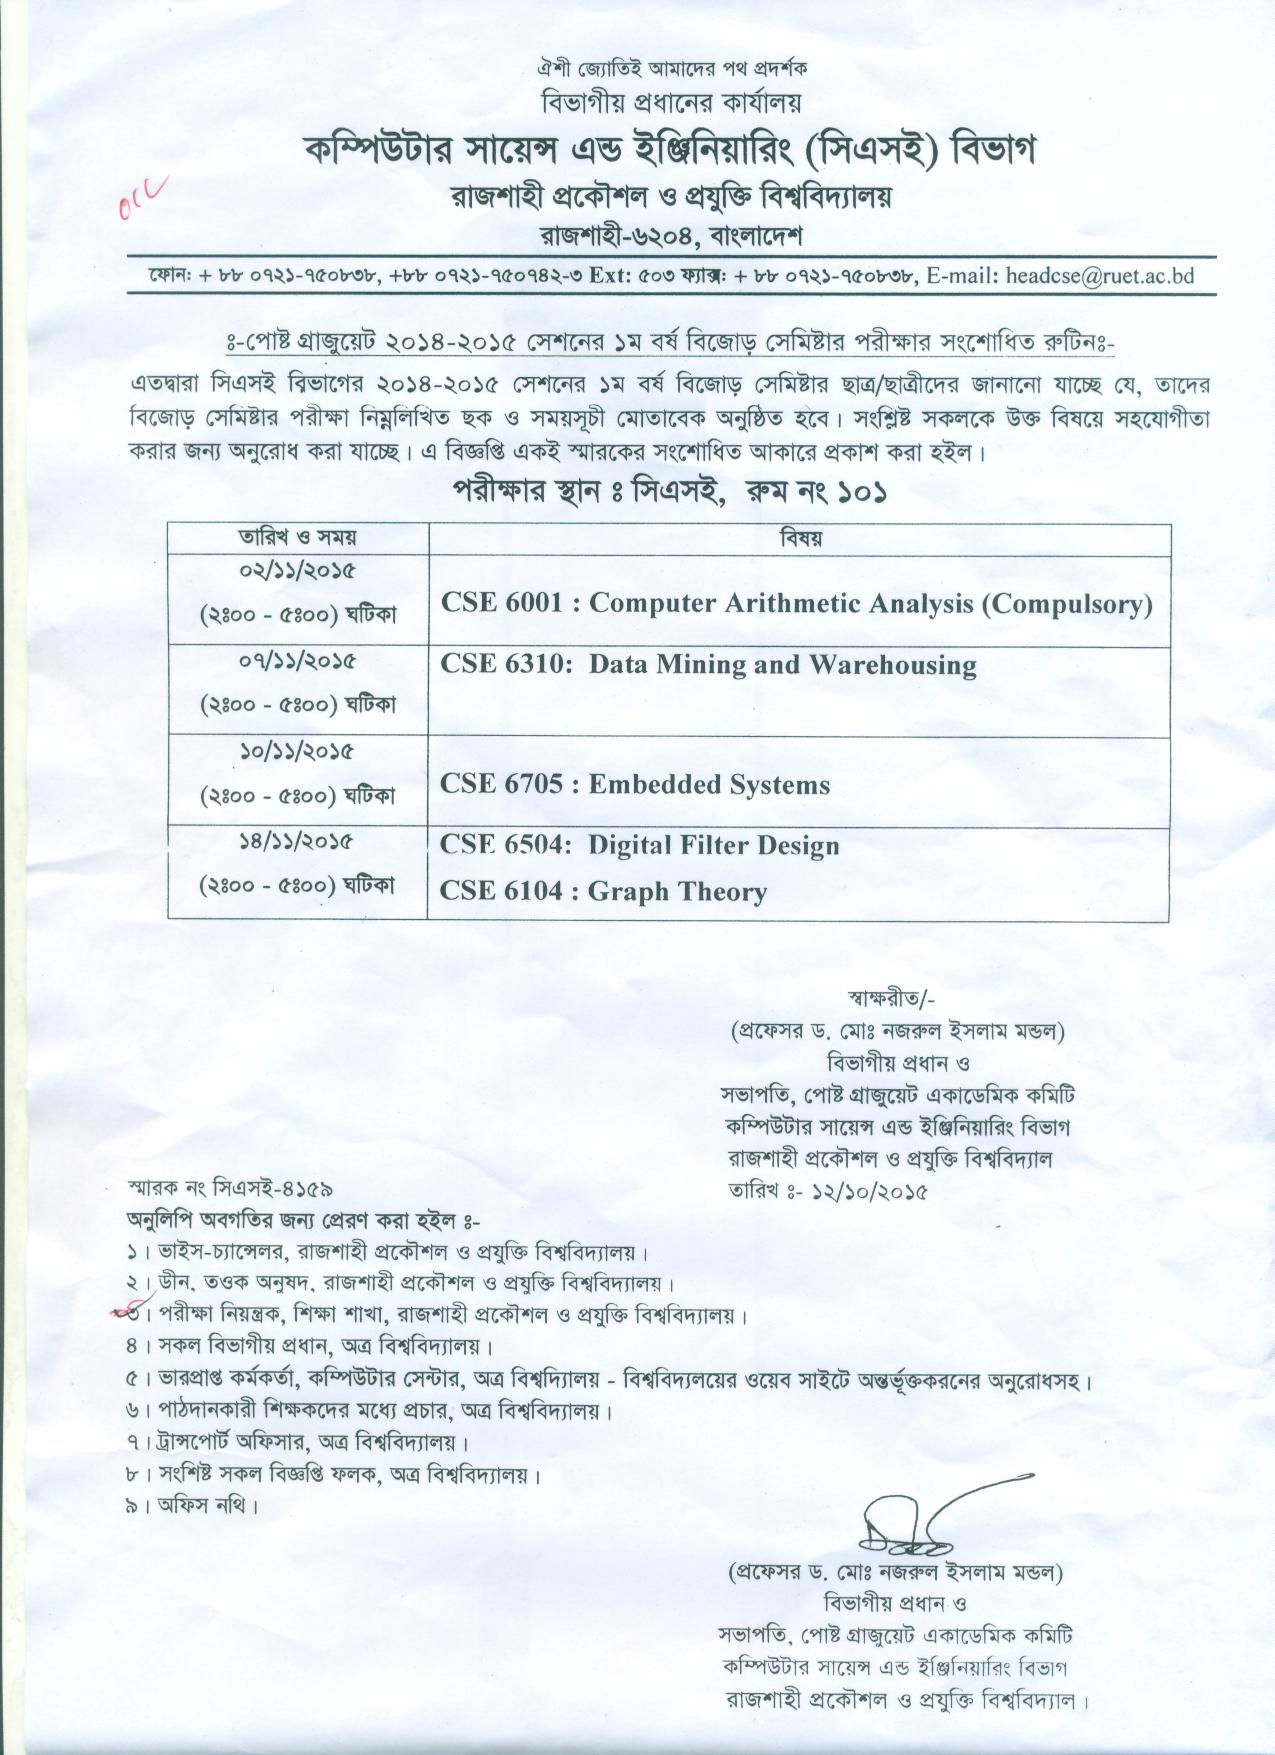 ঐশী জ্যোতিই আমাদের পথ প্রদর্শক
বিভাগীয় প্রধানের কার্যালয়
কম্পিউটার সায়েন্স এন্ড ইঞ্জিনিয়ারিং (সিএসই) বিভাগ
রাজশাহী প্রকৌশল ও প্রযুক্তি বিশ্ববিদ্যালয়
রাজশাহী-৬২০৪, বাংলাদেশ
ফোনঃ + ৮৮ ০৭২১-৭৫০৮৩৮, +৮৮ ০৭২১-৭৫০৭৪২-৩ Ext: ৫০৩ ফ্যাক্সঃ + ৮৮ ০৭২১-৭৫০৮৩৮, E-mail: headcse@ruet.ac.bd
ঃ-পোষ্ট গ্রাজুয়েট ২০১৪-২০১৫ সেশনের ১ম বর্ষ বিজোড় সেমিষ্টার পরীক্ষার সংশোধিত রুটিনঃ-
এতদ্বারা সিএসই বিভাগের ২০১৪-২০১৫ সেশনের ১ম বর্ষ বিজোড় সেমিষ্টার ছাত্র/ছাত্রীদের জানানো যাচ্ছে যে, তাদের
বিজোড় সেমিষ্টার পরীক্ষা নিম্নলিখিত ছক ও সময়সূচী মোতাবেক অনুষ্ঠিত হবে। সংশ্লিষ্ট সকলকে উক্ত বিষয়ে সহযোগীতা
করার জন্য অনুরোধ করা যাচ্ছে। এ বিজ্ঞপ্তি একই স্মারকের সংশোধিত আকারে প্রকাশ করা হইল।
পরীক্ষার স্থান ঃ সিএসই, রুম নং ১০১
তারিখ ও সময় বিষয়
০২/১১/২০১৫
(২ঃ০০ - ৫ঃ০০) ঘটিকা CSE 6001 : Computer Arithmetic Analysis (Compulsory)
০৭/১১/২০১৫ CSE 6310: Data Mining and Warehousing
(২ঃ০০ - ৫ঃ০০) ঘটিকা
১০/১১/২০১৫
(২ঃ০০ - ৫ঃ০০) ঘটিকা CSE 6705 : Embedded Systems
১৪/১১/২০১৫ CSE 6504: Digital Filter Design
(২ঃ০০ - ৫ঃ০০) ঘটিকা CSE 6104 : Graph Theory
স্বাক্ষরীত/-
(প্রফেসর ড. মোঃ নজরুল ইসলাম মন্ডল)
বিভাগীয় প্রধান ও
সভাপতি, পোষ্ট গ্রাজুয়েট একাডেমিক কমিটি
কম্পিউটার সায়েন্স এন্ড ইঞ্জিনিয়ারিং বিভাগ
রাজশাহী প্রকৌশল ও প্রযুক্তি বিশ্ববিদ্যাল
তারিখ ঃ- ১২/১০/২০১৫
স্মারক নং সিএসই-৪১৫৯
অনুলিপি অবগতির জন্য প্রেরণ করা হইল ঃ-
১। ভাইস-চ্যান্সেলর, রাজশাহী প্রকৌশল ও প্রযুক্তি বিশ্ববিদ্যালয়।
২। ডীন, তওক অনুষদ, রাজশাহী প্রকৌশল ও প্রযুক্তি বিশ্ববিদ্যালয়।
৩। পরীক্ষা নিয়ন্ত্রক, শিক্ষা শাখা, রাজশাহী প্রকৌশল ও প্রযুক্তি বিশ্ববিদ্যালয়।
৪। সকল বিভাগীয় প্রধান, অত্র বিশ্ববিদ্যালয়।
৫। ভারপ্রাপ্ত কর্মকর্তা, কম্পিউটার সেন্টার, অত্র বিশ্বদ্যিালয় - বিশ্ববিদ্যলয়ের ওয়েব সাইটে অন্তর্ভূক্তকরনের অনুরোধসহ।
৬। পাঠদানকারী শিক্ষকদের মধ্যে প্রচার, অত্র বিশ্ববিদ্যালয়।
৭। ট্রান্সপোর্ট অফিসার, অত্র বিশ্ববিদ্যালয়।
৮। সংশিষ্ট সকল বিজ্ঞপ্তি ফলক, অত্র বিশ্ববিদ্যালয়।
৯। অফিস নথি।
(প্রফেসর ড. মোঃ নজরুল ইসলাম মন্ডল)
বিভাগীয় প্রধান ও
সভাপতি, পোষ্ট গ্রাজুয়েট একাডেমিক কমিটি
কম্পিউটার সায়েন্স এন্ড ইঞ্জিনিয়ারিং বিভাগ
রাজশাহী প্রকৌশল ও প্রযুক্তি বিশ্ববিদ্যাল।